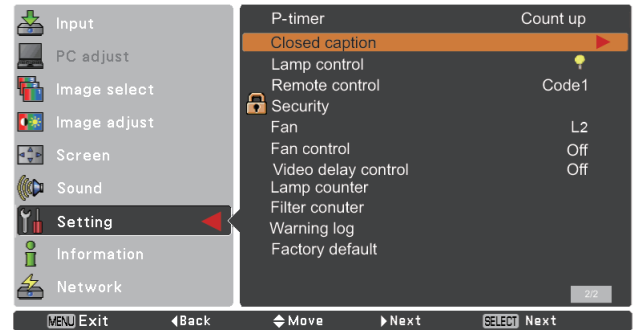 Input
PC adjust
Image select
Image adjust
Screen
Sound
Setting
Information
Network
P-timer Count up
Closed caption
Lamp control
Remote control Code1
Security
Fan L2
Fan control Off
Video delay control Off
Lamp counter
Filter conuter
Warning log
Factory default
2/2
MENU Exit Back Move Next SELECT Next